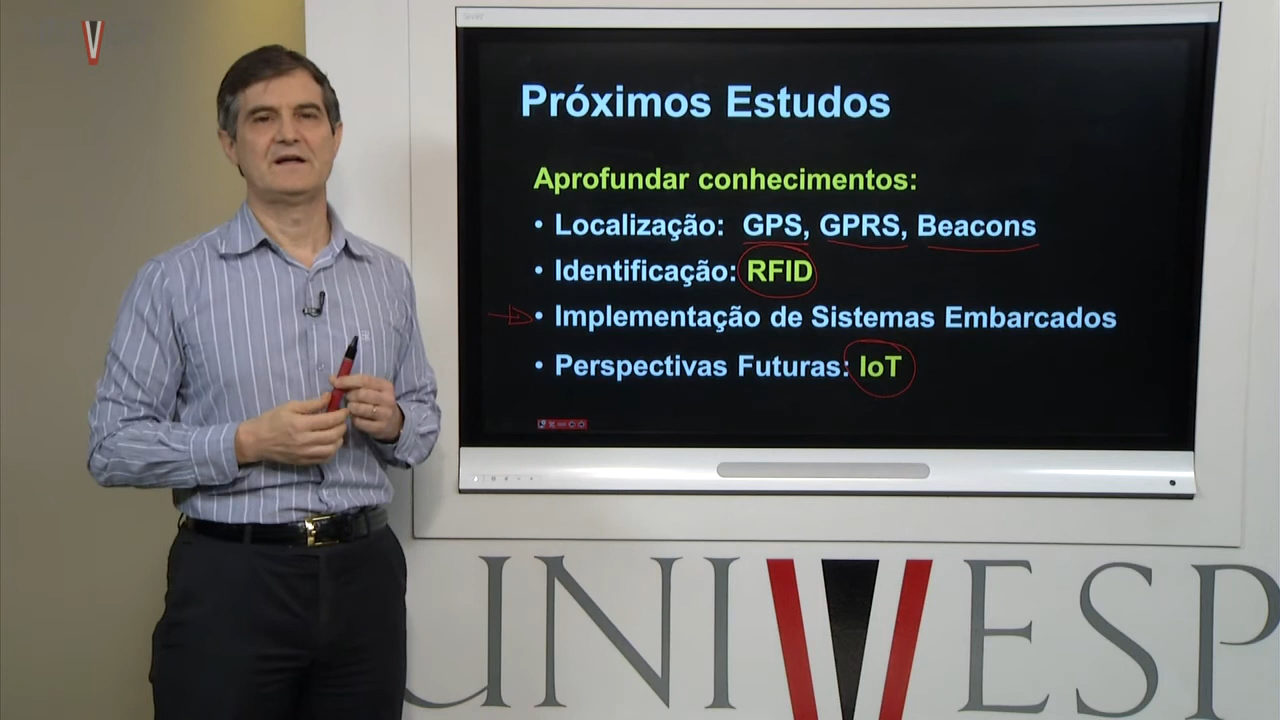 Próximos Estudos
Aprofundar conhecimentos:
• Localização: GPS, GPRS, Beacons
• Identificação: RFID
• Implementação de Sistemas Embarcados
• Perspectivas Futuras: IoT
UNIVESP